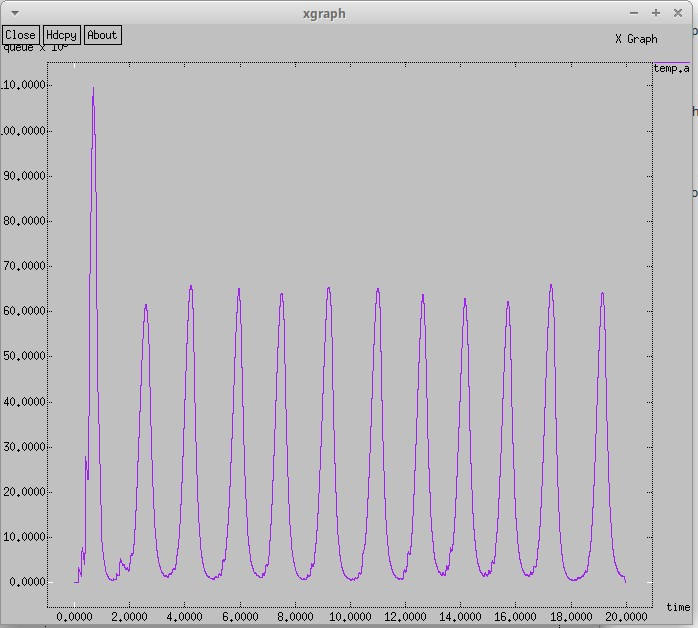 xgraph
Close Hdcpy About
X Graph
queue x 10³
temp.a
10.0000
00.0000
90.0000
80.0000
70.0000
60.0000
50.0000
40.0000
30.0000
20.0000
10.0000
0.0000
time
0.0000 2.0000 4.0000 6.0000 8.0000 10.0000 12.0000 14.0000 16.0000 18.0000 20.0000